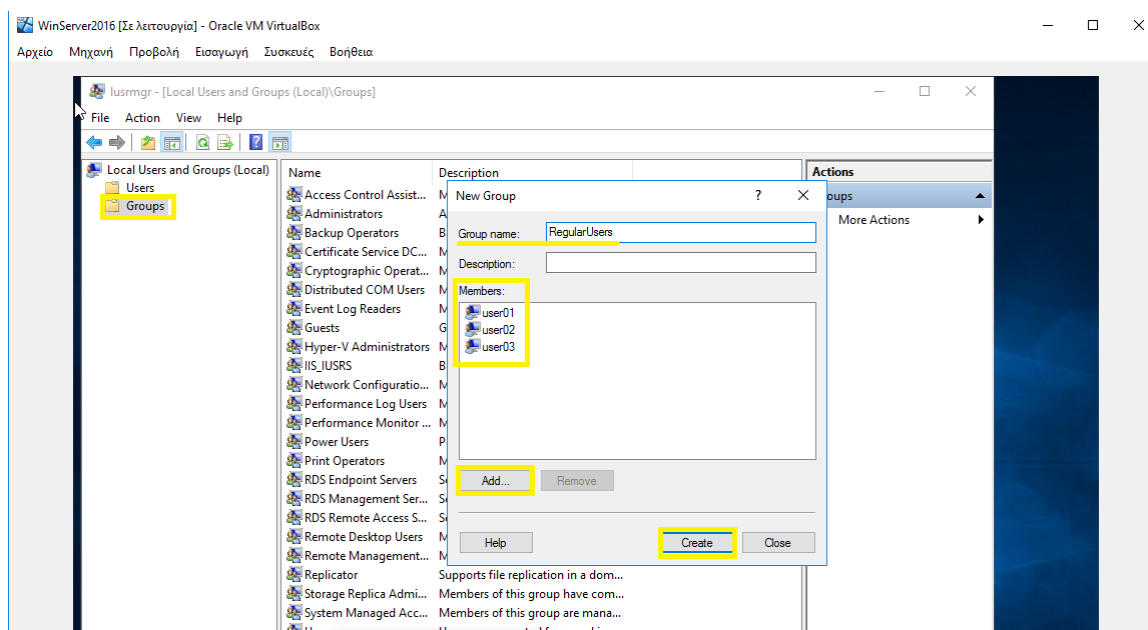 WinServer2016 [Σε λειτουργία] - Oracle VM VirtualBox
Αρχείο Μηχανή Προβολή Εισαγωγή Συσκευές Βοήθεια
lusrmgr - [Local Users and Groups (Local)\Groups]
File Action View Help
Local Users and Groups (Local)
Users
Groups
Name Description
Access Control Assist...
Administrators
Backup Operators
Certificate Service DC...
Cryptographic Operat...
Distributed COM Users
Event Log Readers
Guests
Hyper-V Administrators
IIS_IUSRS
Network Configuratio...
Performance Log Users
Performance Monitor ...
Power Users
Print Operators
RDS Endpoint Servers
RDS Management Ser...
RDS Remote Access S...
Remote Desktop Users
Remote Management...
Replicator Supports file replication in a dom...
Storage Replica Admi... Members of this group have com...
System Managed Acc... Members of this group are mana...
New Group ?
Group name: RegularUsers
Description:
Members:
user01
user02
user03
Add... Remove
Help Create Close
Actions
oups
More Actions